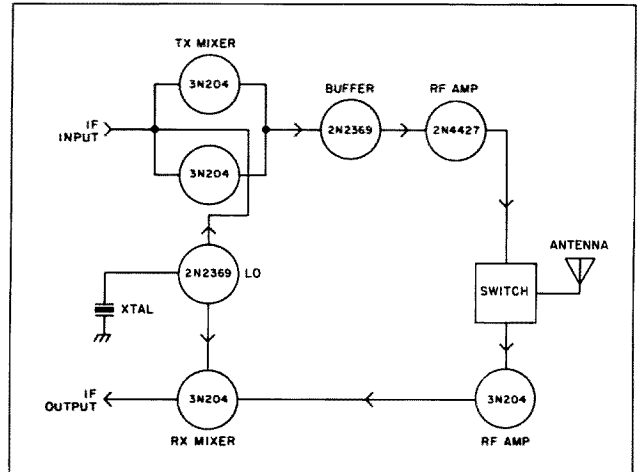 TX MIXER
3N204
BUFFER
RF AMP
IF
INPUT
2N2369
2N4427
3N204
ANTENNA
2N2369
LO
SWITCH
XTAL
IF
OUTPUT
3N204
3N204
RX MIXER
RF AMP